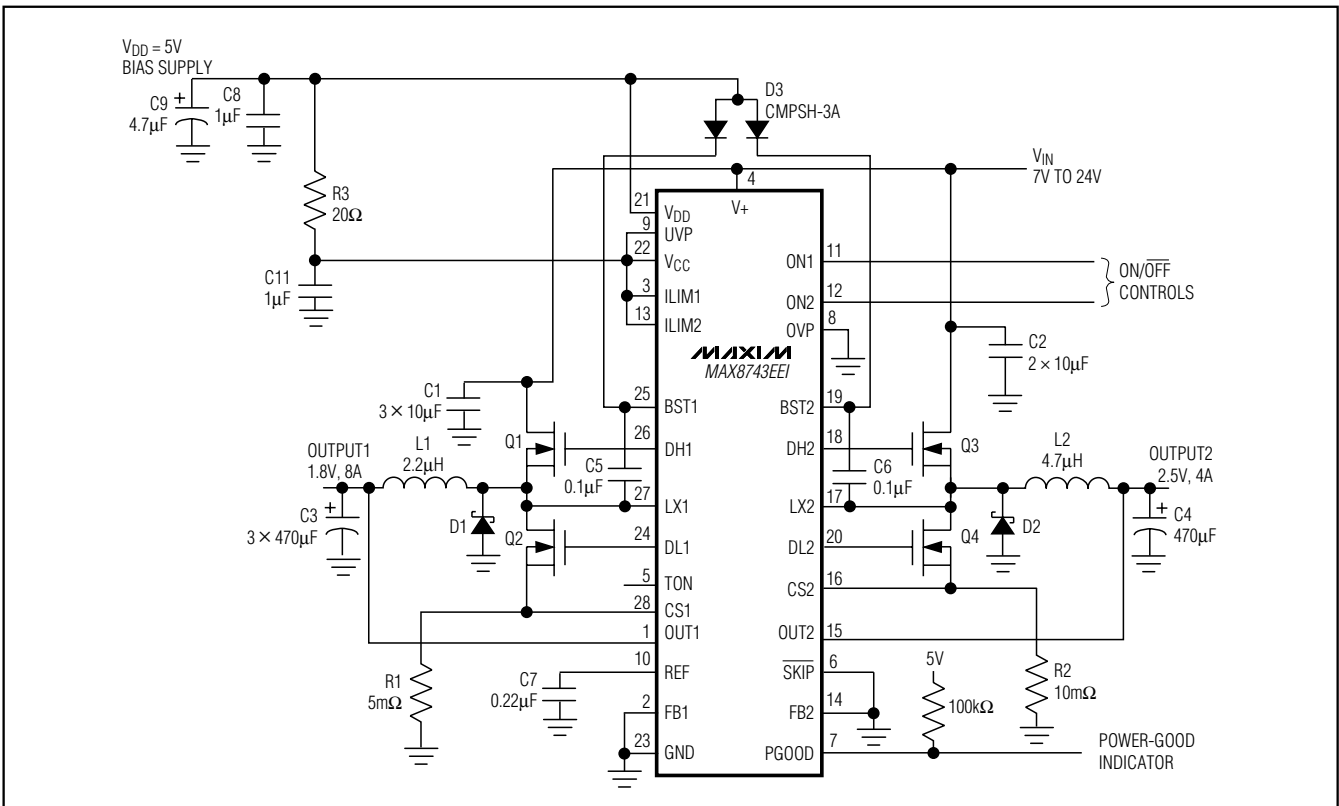 VDD = 5V
BIAS SUPPLY
C9
4.7µF
+
C8
1µF
D3
CMPSH-3A
VIN
7V TO 24V
R3
20Ω
C11
1µF
4
V+
21
VDD
9
UVP
22
VCC
3
ILIM1
13
ILIM2
ON1
11
ON2
12
ON/OFF
CONTROLS
OVP
8
MAXIM
MAX8743EEI
C2
2 × 10µF
C1
3 × 10µF
25
BST1
BST2
19
Q1
26
DH1
DH2
18
Q3
OUTPUT1
1.8V, 8A
L1
2.2µH
C5
0.1µF
C6
0.1µF
L2
4.7µH
OUTPUT2
2.5V, 4A
27
LX1
LX2
17
+
C3
3 × 470µF
D1
Q2
24
DL1
DL2
20
Q4
D2
+
C4
470µF
5
TON
CS2
16
28
CS1
1
OUT1
OUT2
15
R1
5mΩ
C7
0.22µF
10
REF
SKIP
6
5V
100kΩ
R2
10mΩ
2
FB1
FB2
14
23
GND
PGOOD
7
POWER-GOOD
INDICATOR